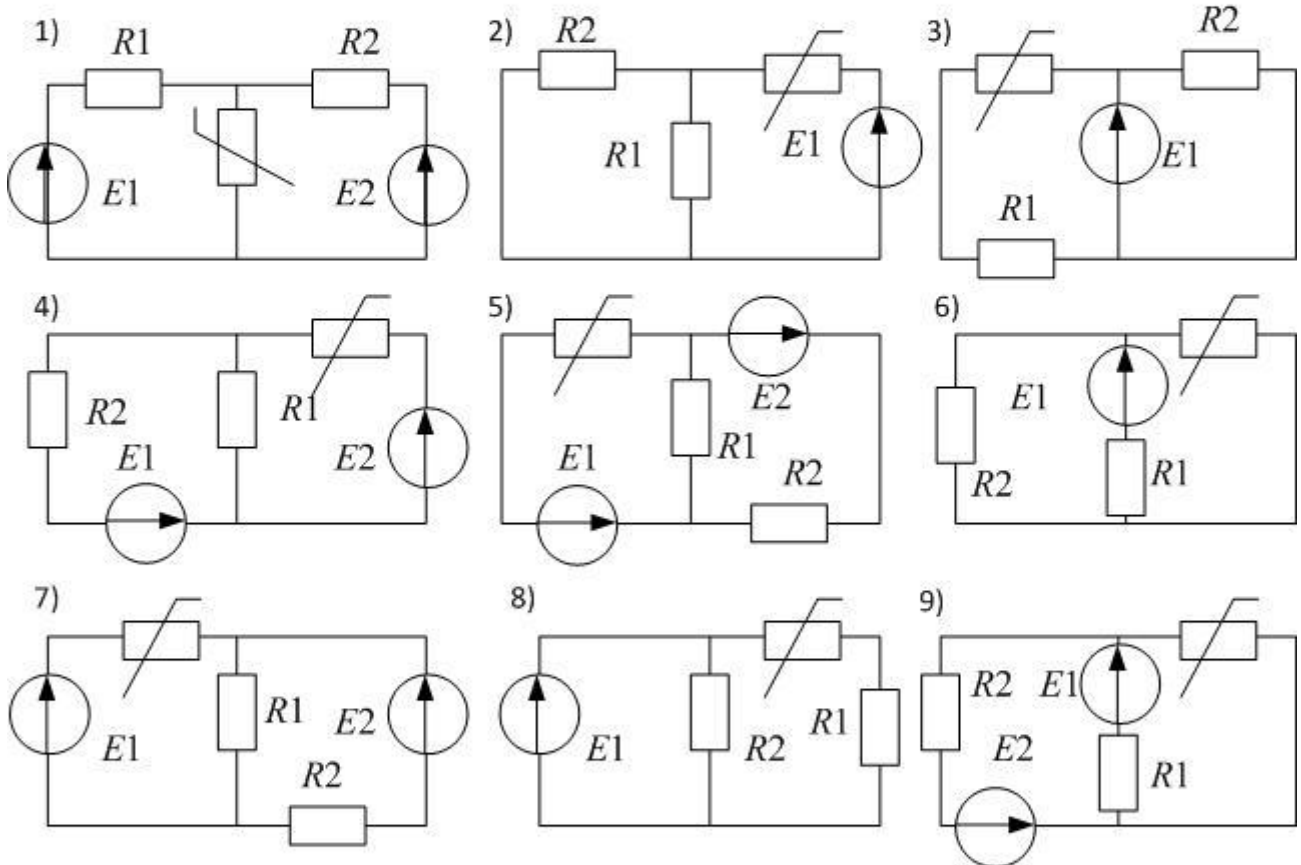 1) R1 R2
E1 E2
2) R2
R1 E1
3) R2
E1
R1
4)
R2 R1
E1 E2
5)
E2
R1
E1 R2
6)
E1
R1
R2
7)
R1
E1 E2
R2
8)
R1
E1 R2
9)
R2 E1
E2 R1